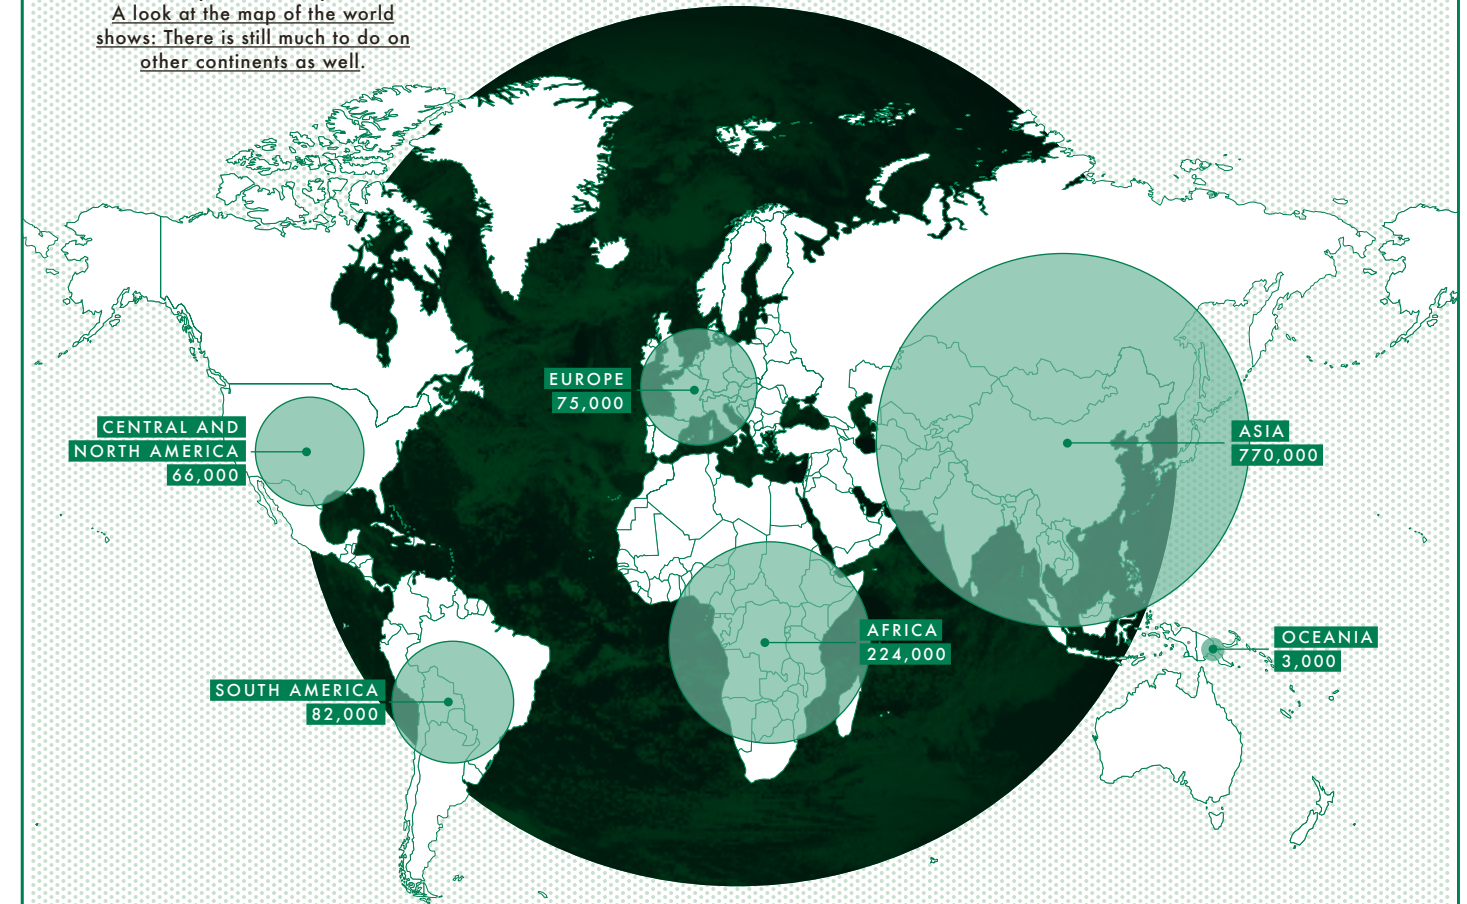 A look at the map of the world
shows: There is still much to do on
other continents as well.
EUROPE
75,000
CENTRAL AND
NORTH AMERICA
66,000
ASIA
770,000
AFRICA
224,000
OCEANIA
3,000
SOUTH AMERICA
82,000